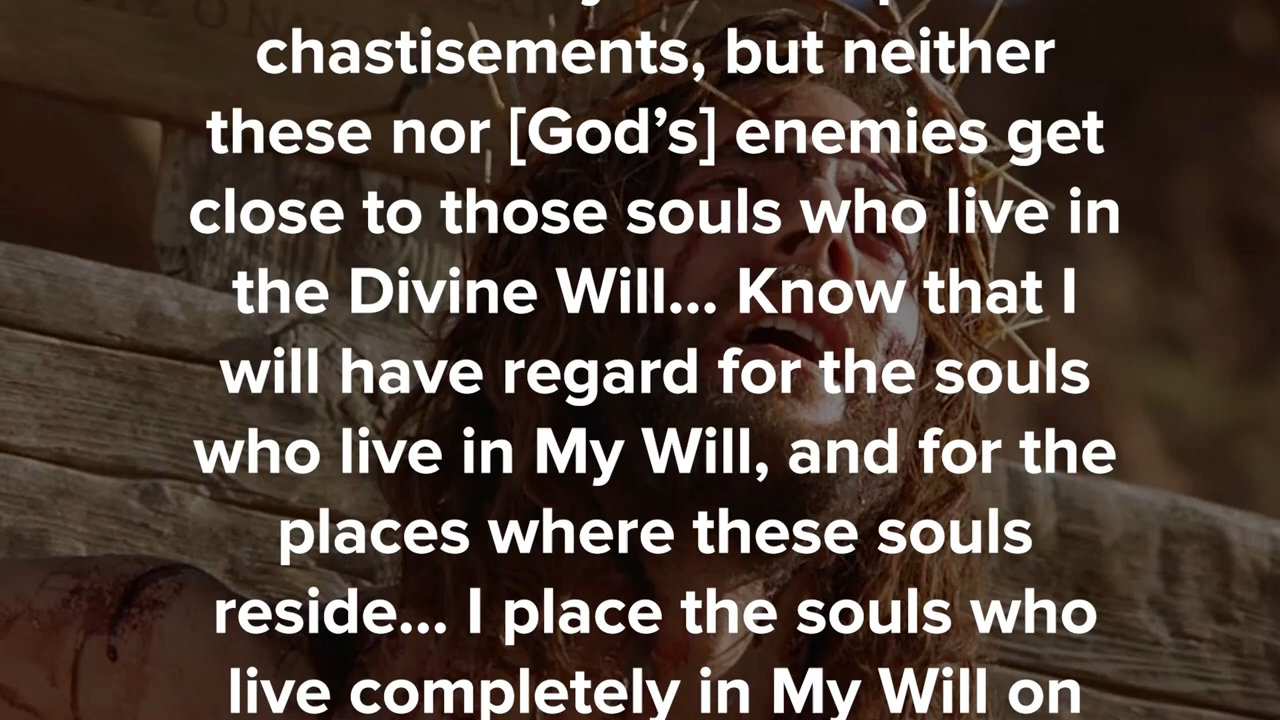 chastisements, but neither
these nor [God’s] enemies get
close to those souls who live in
the Divine Will... Know that I
will have regard for the souls
who live in My Will, and for the
places where these souls
reside... I place the souls who
live completely in My Will on